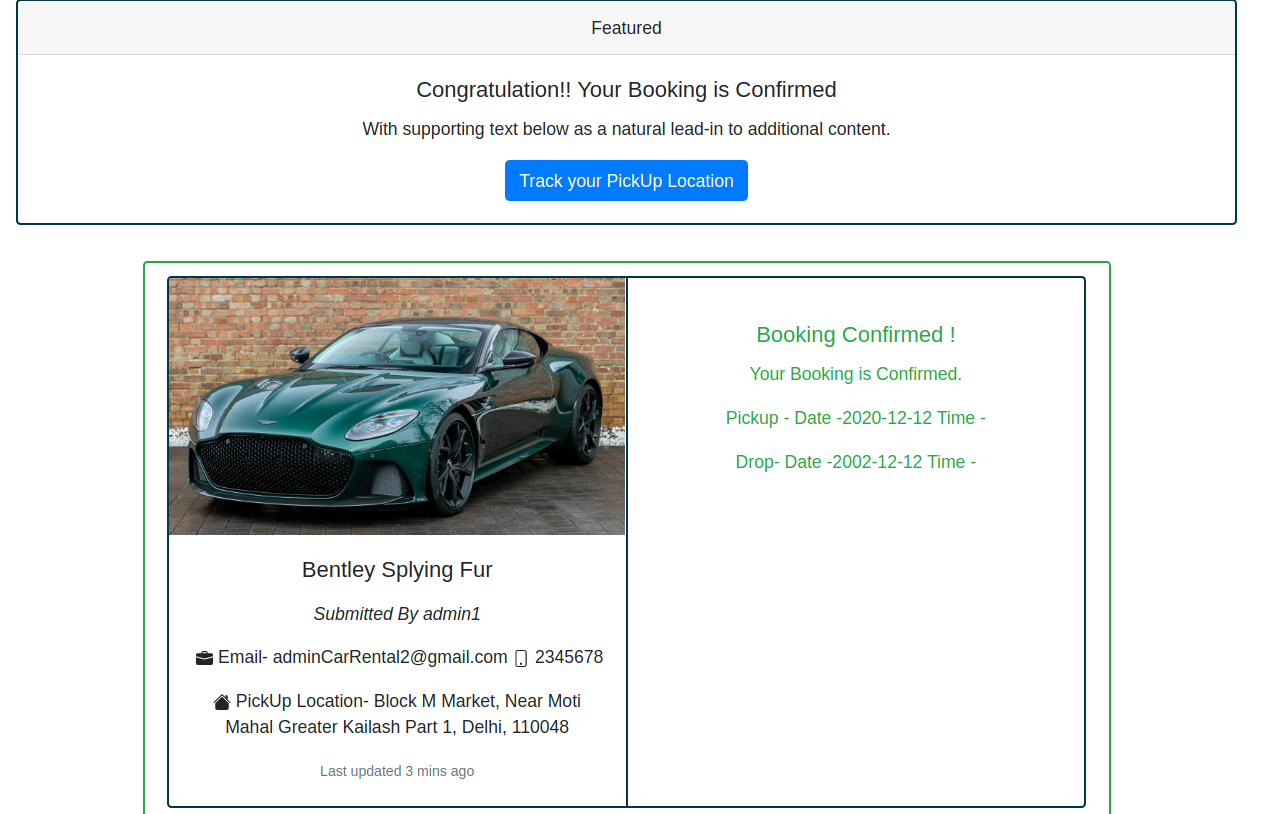 Featured
Congratulation!! Your Booking is Confirmed
With supporting text below as a natural lead-in to additional content.
Track your PickUp Location
Bentley Splying Fur
Submitted By admin1
Email- adminCarRental2@gmail.com 2345678
PickUp Location- Block M Market, Near Moti
Mahal Greater Kailash Part 1, Delhi, 110048
Last updated 3 mins ago
Booking Confirmed !
Your Booking is Confirmed.
Pickup - Date -2020-12-12 Time -
Drop- Date -2002-12-12 Time -